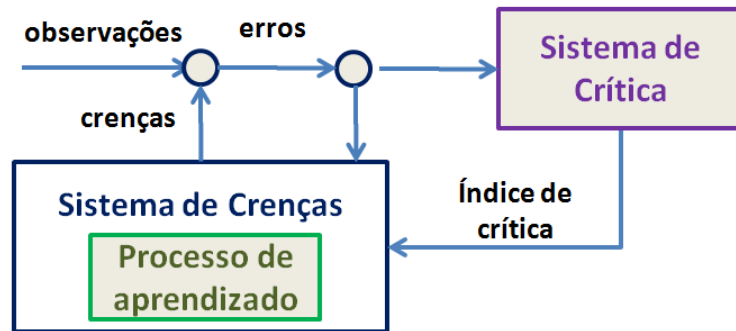 observações
erros
Sistema de
Crítica
crenças
Sistema de Crenças
Índice de
crítica
Processo de
aprendizado